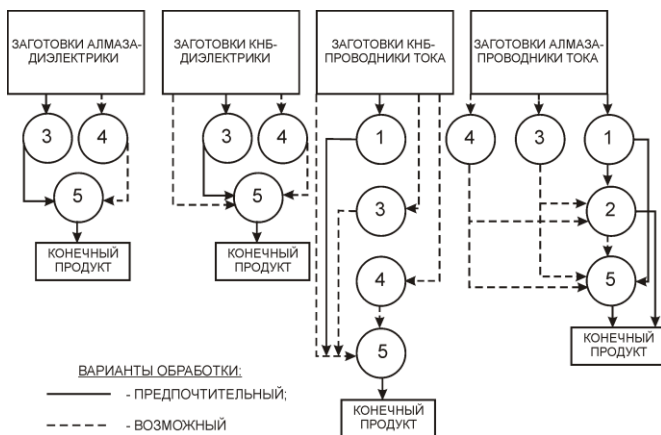 ЗАГОТОВКИ АЛМАЗА-
ДИЭЛЕКТРИКИ
ЗАГОТОВКИ КНБ-
ДИЭЛЕКТРИКИ
ЗАГОТОВКИ КНБ-
ПРОВОДНИКИ ТОКА
ЗАГОТОВКИ АЛМАЗА-
ПРОВОДНИКИ ТОКА
3
4
5
КОНЕЧНЫЙ
ПРОДУКТ
3
4
5
КОНЕЧНЫЙ
ПРОДУКТ
1
3
4
5
КОНЕЧНЫЙ
ПРОДУКТ
4
3
1
2
5
КОНЕЧНЫЙ
ПРОДУКТ
ВАРИАНТЫ ОБРАБОТКИ:
- ПРЕДПОЧТИТЕЛЬНЫЙ;
- ВОЗМОЖНЫЙ